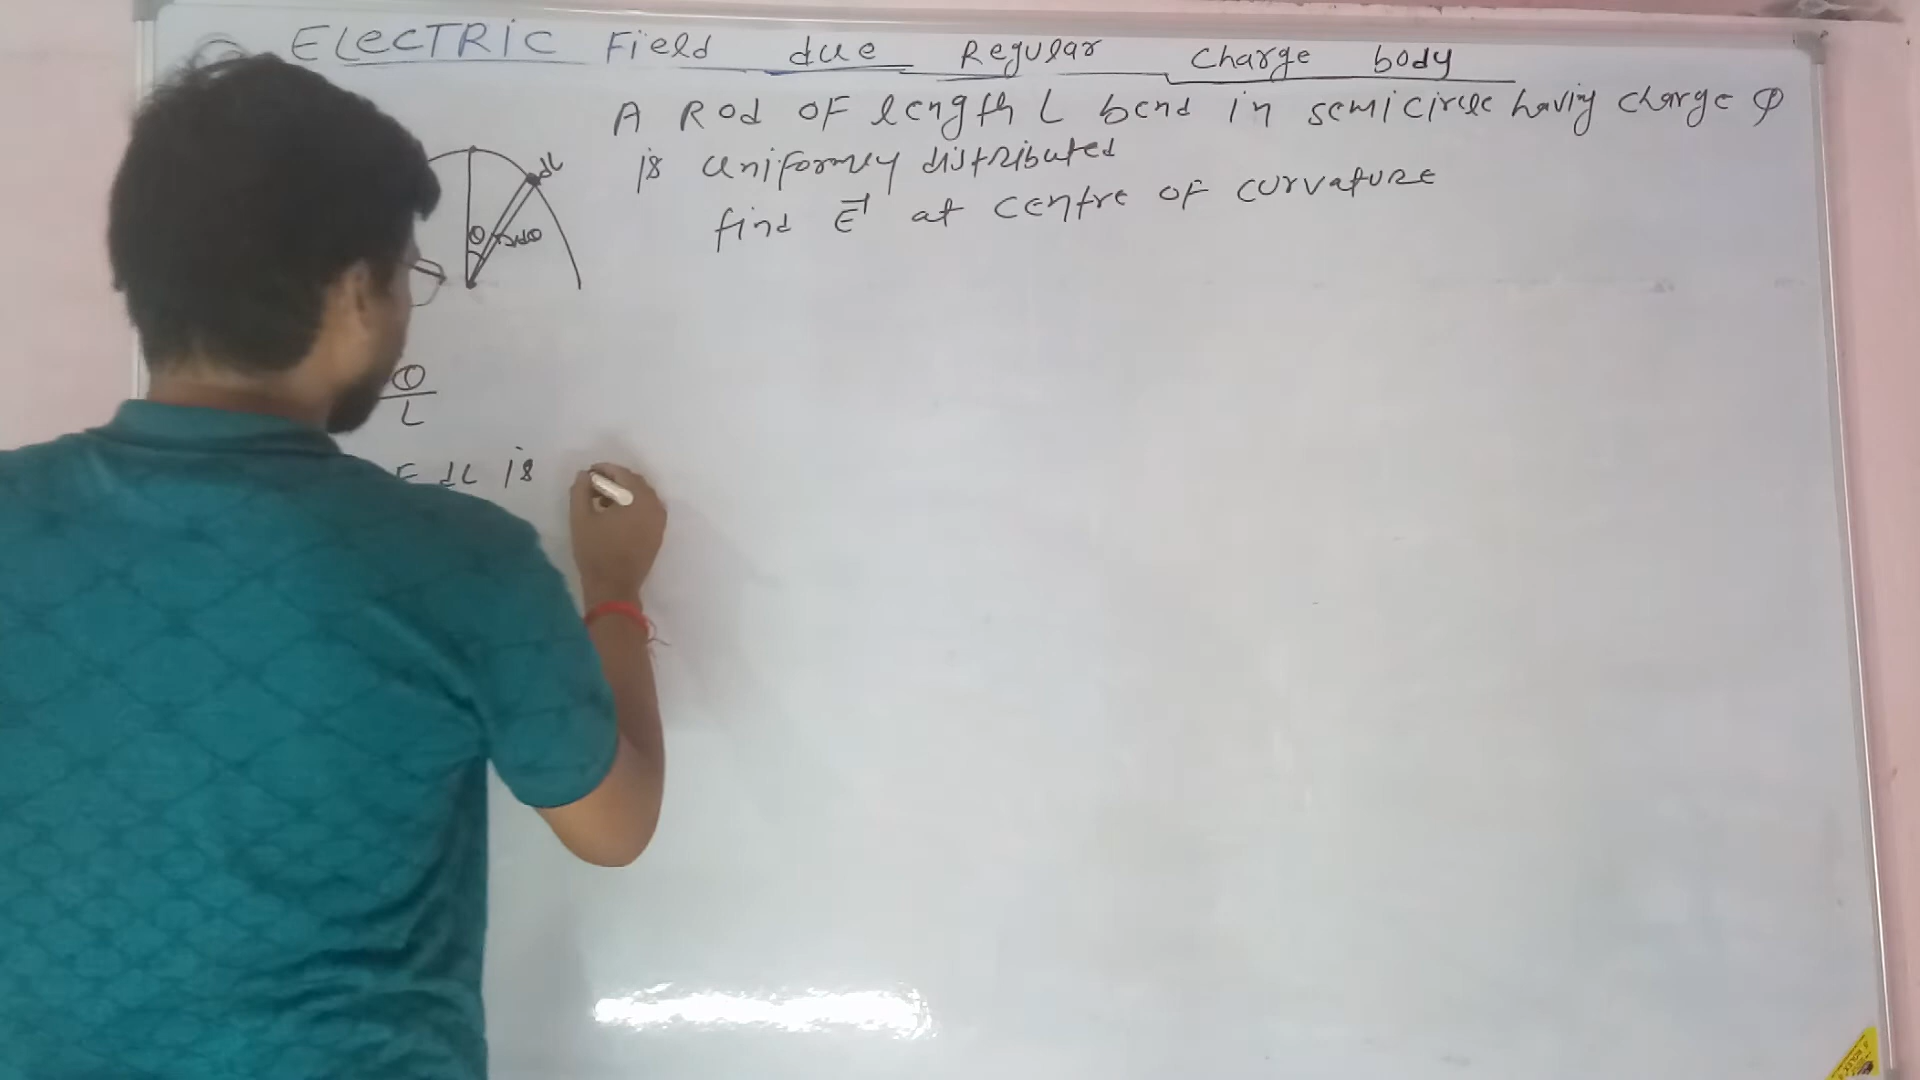 ELECTRIC Field due Regular Charge body
A Rod OF length L bend in semicircle having charge Q
is uniformly distributed
find E⃗ at centre OF curvature
dL
θ dθ
Q/L
dL is